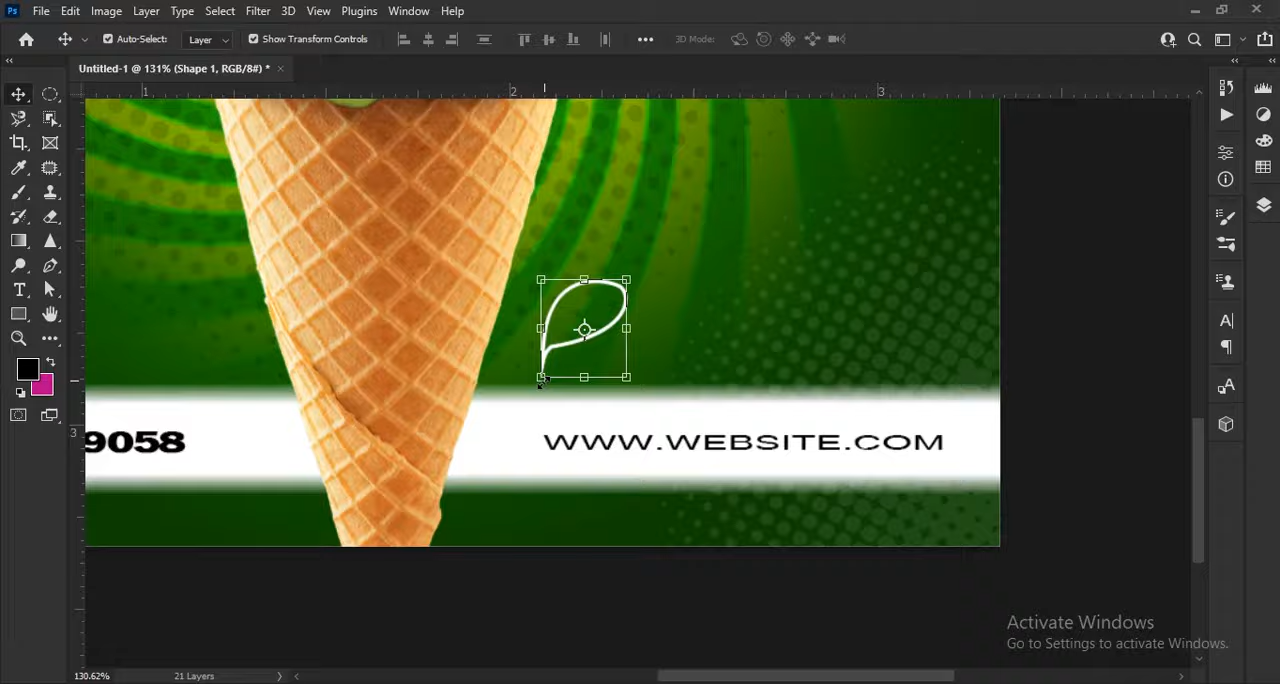 File Edit Image Layer Type Select Filter 3D View Plugins Window Help
Auto-Select: Layer Show Transform Controls 3D Mode:
Untitled-1 @ 131% (Shape 1, RGB/8#) *
1 2 3
3
9058
WWW.WEBSITE.COM
Activate Windows
Go to Settings to activate Windows.
130.62% 21 Layers